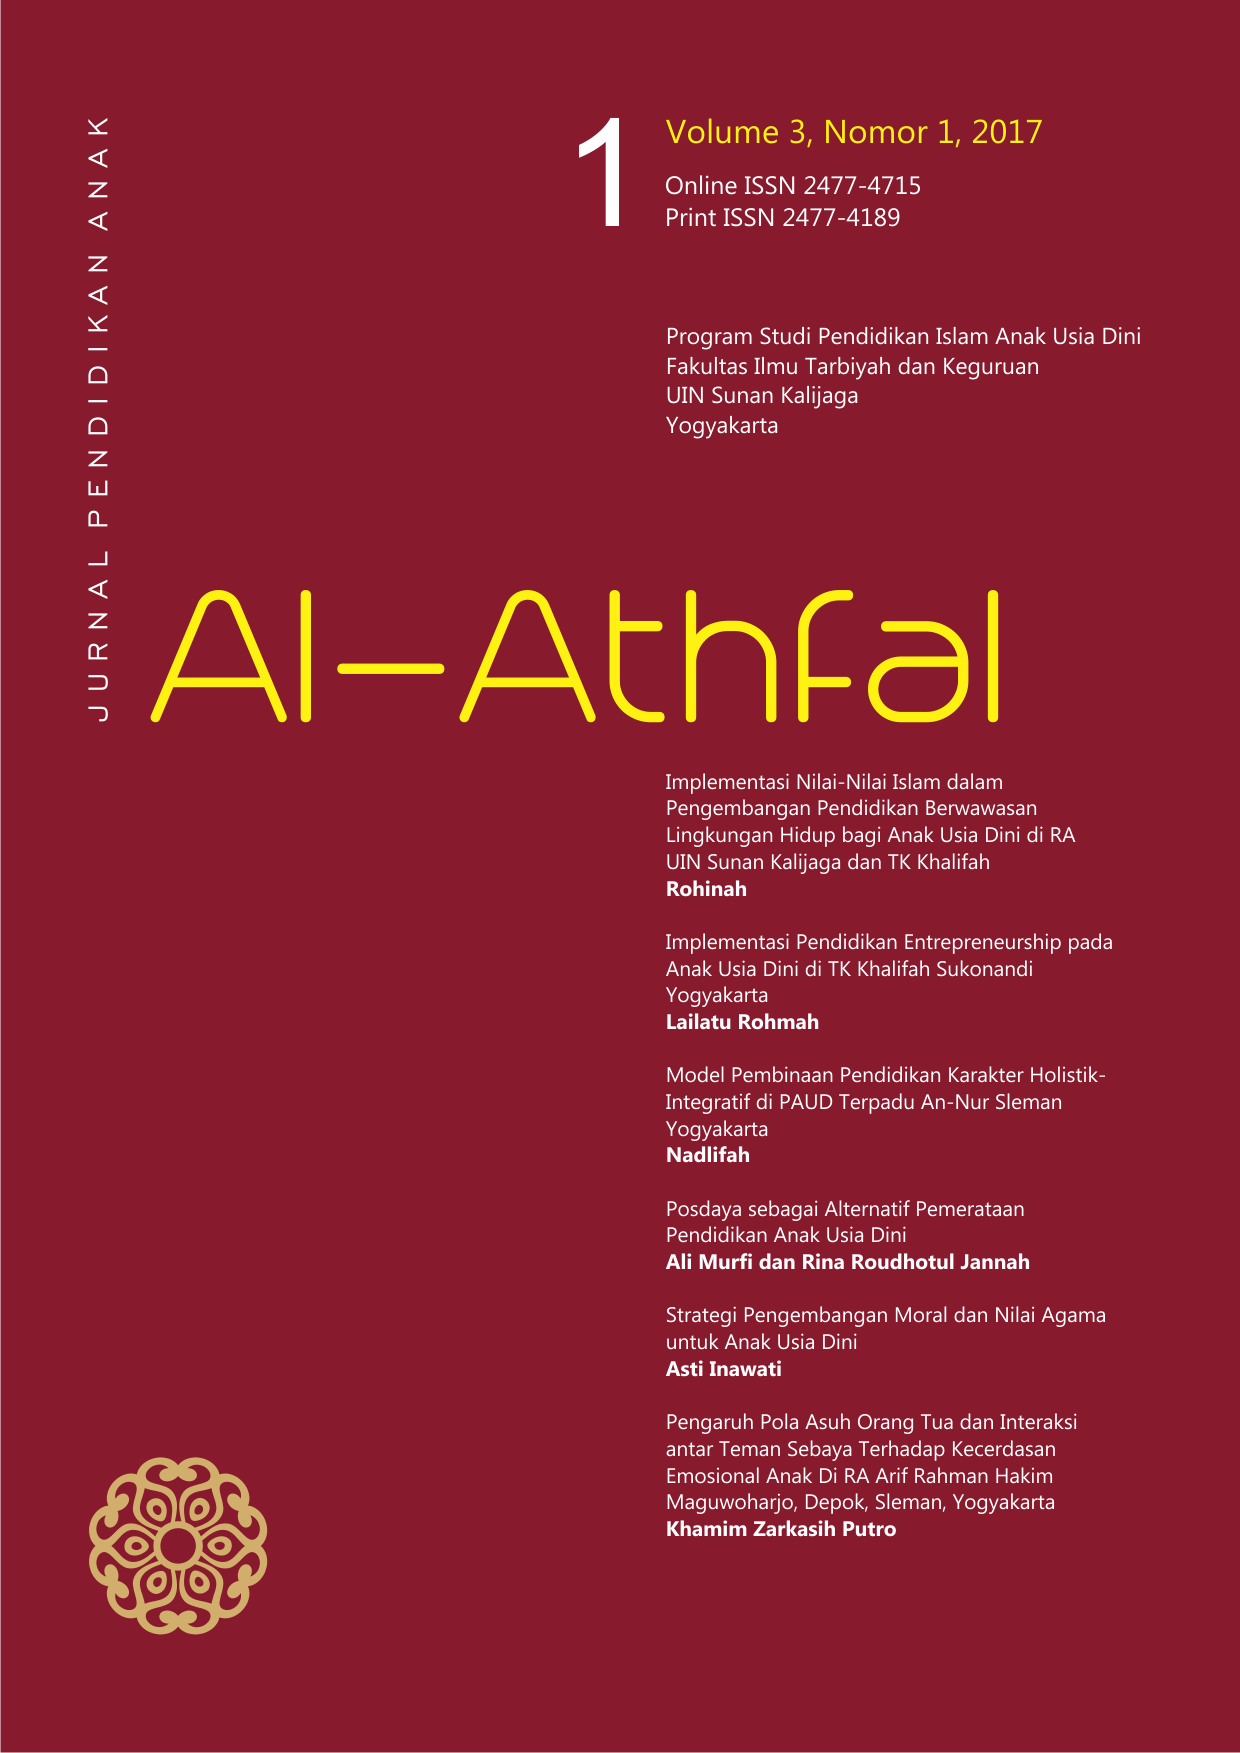 JURNAL PENDIDIKAN ANAK
1
Volume 3, Nomor 1, 2017
Online ISSN 2477-4715
Print ISSN 2477-4189
Program Studi Pendidikan Islam Anak Usia Dini
Fakultas Ilmu Tarbiyah dan Keguruan
UIN Sunan Kalijaga
Yogyakarta
Al-Athfal
Implementasi Nilai-Nilai Islam dalam
Pengembangan Pendidikan Berwawasan
Lingkungan Hidup bagi Anak Usia Dini di RA
UIN Sunan Kalijaga dan TK Khalifah
Rohinah
Implementasi Pendidikan Entrepreneurship pada
Anak Usia Dini di TK Khalifah Sukonandi
Yogyakarta
Lailatu Rohmah
Model Pembinaan Pendidikan Karakter Holistik-
Integratif di PAUD Terpadu An-Nur Sleman
Yogyakarta
Nadlifah
Posdaya sebagai Alternatif Pemerataan
Pendidikan Anak Usia Dini
Ali Murfi dan Rina Roudhotul Jannah
Strategi Pengembangan Moral dan Nilai Agama
untuk Anak Usia Dini
Asti Inawati
Pengaruh Pola Asuh Orang Tua dan Interaksi
antar Teman Sebaya Terhadap Kecerdasan
Emosional Anak Di RA Arif Rahman Hakim
Maguwoharjo, Depok, Sleman, Yogyakarta
Khamim Zarkasih Putro